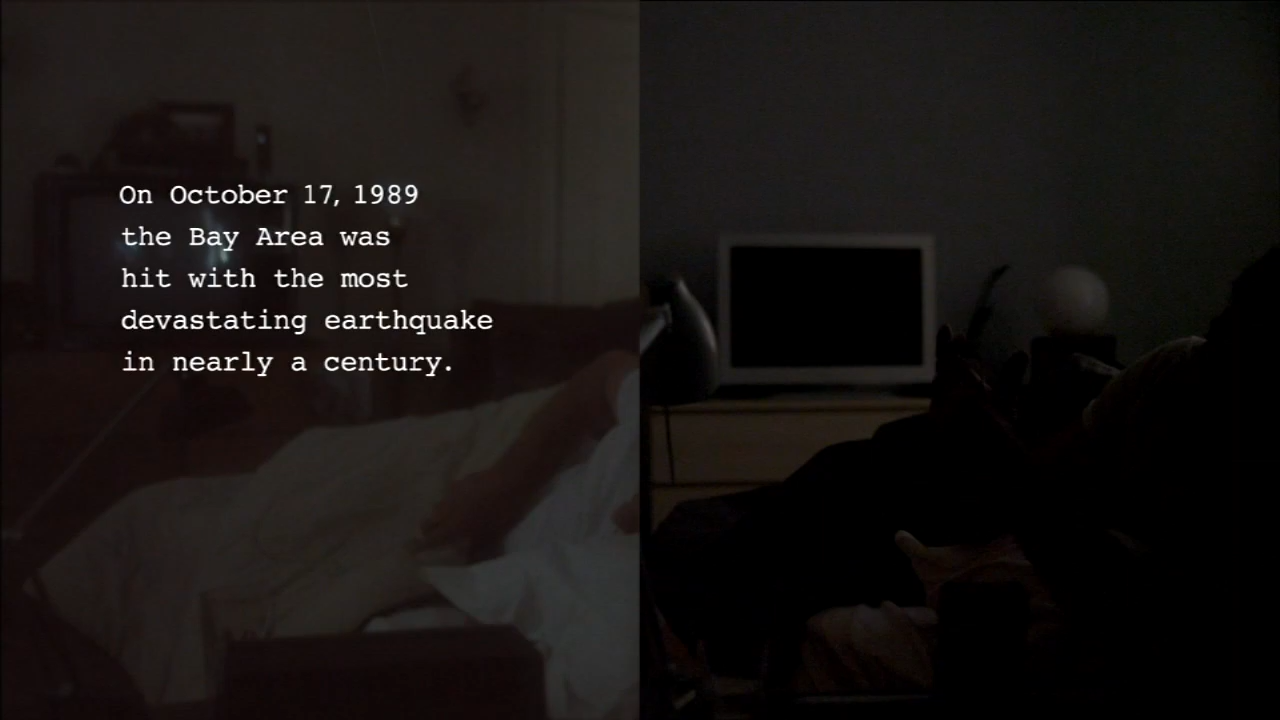 On October 17, 1989
the Bay Area was
hit with the most
devastating earthquake
in nearly a century.